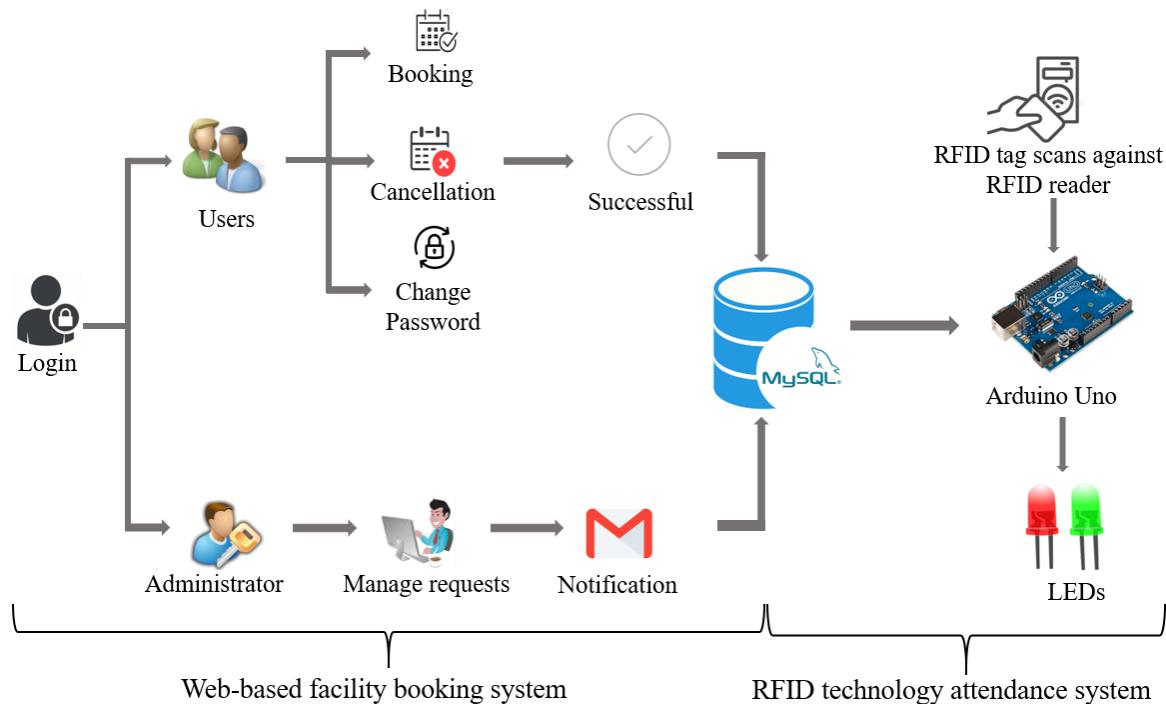 Booking
Cancellation
Change
Password
Users
Successful
Login
RFID tag scans against
RFID reader
MySQL
Arduino Uno
LEDs
Administrator
Manage requests
Notification
Web-based facility booking system
RFID technology attendance system